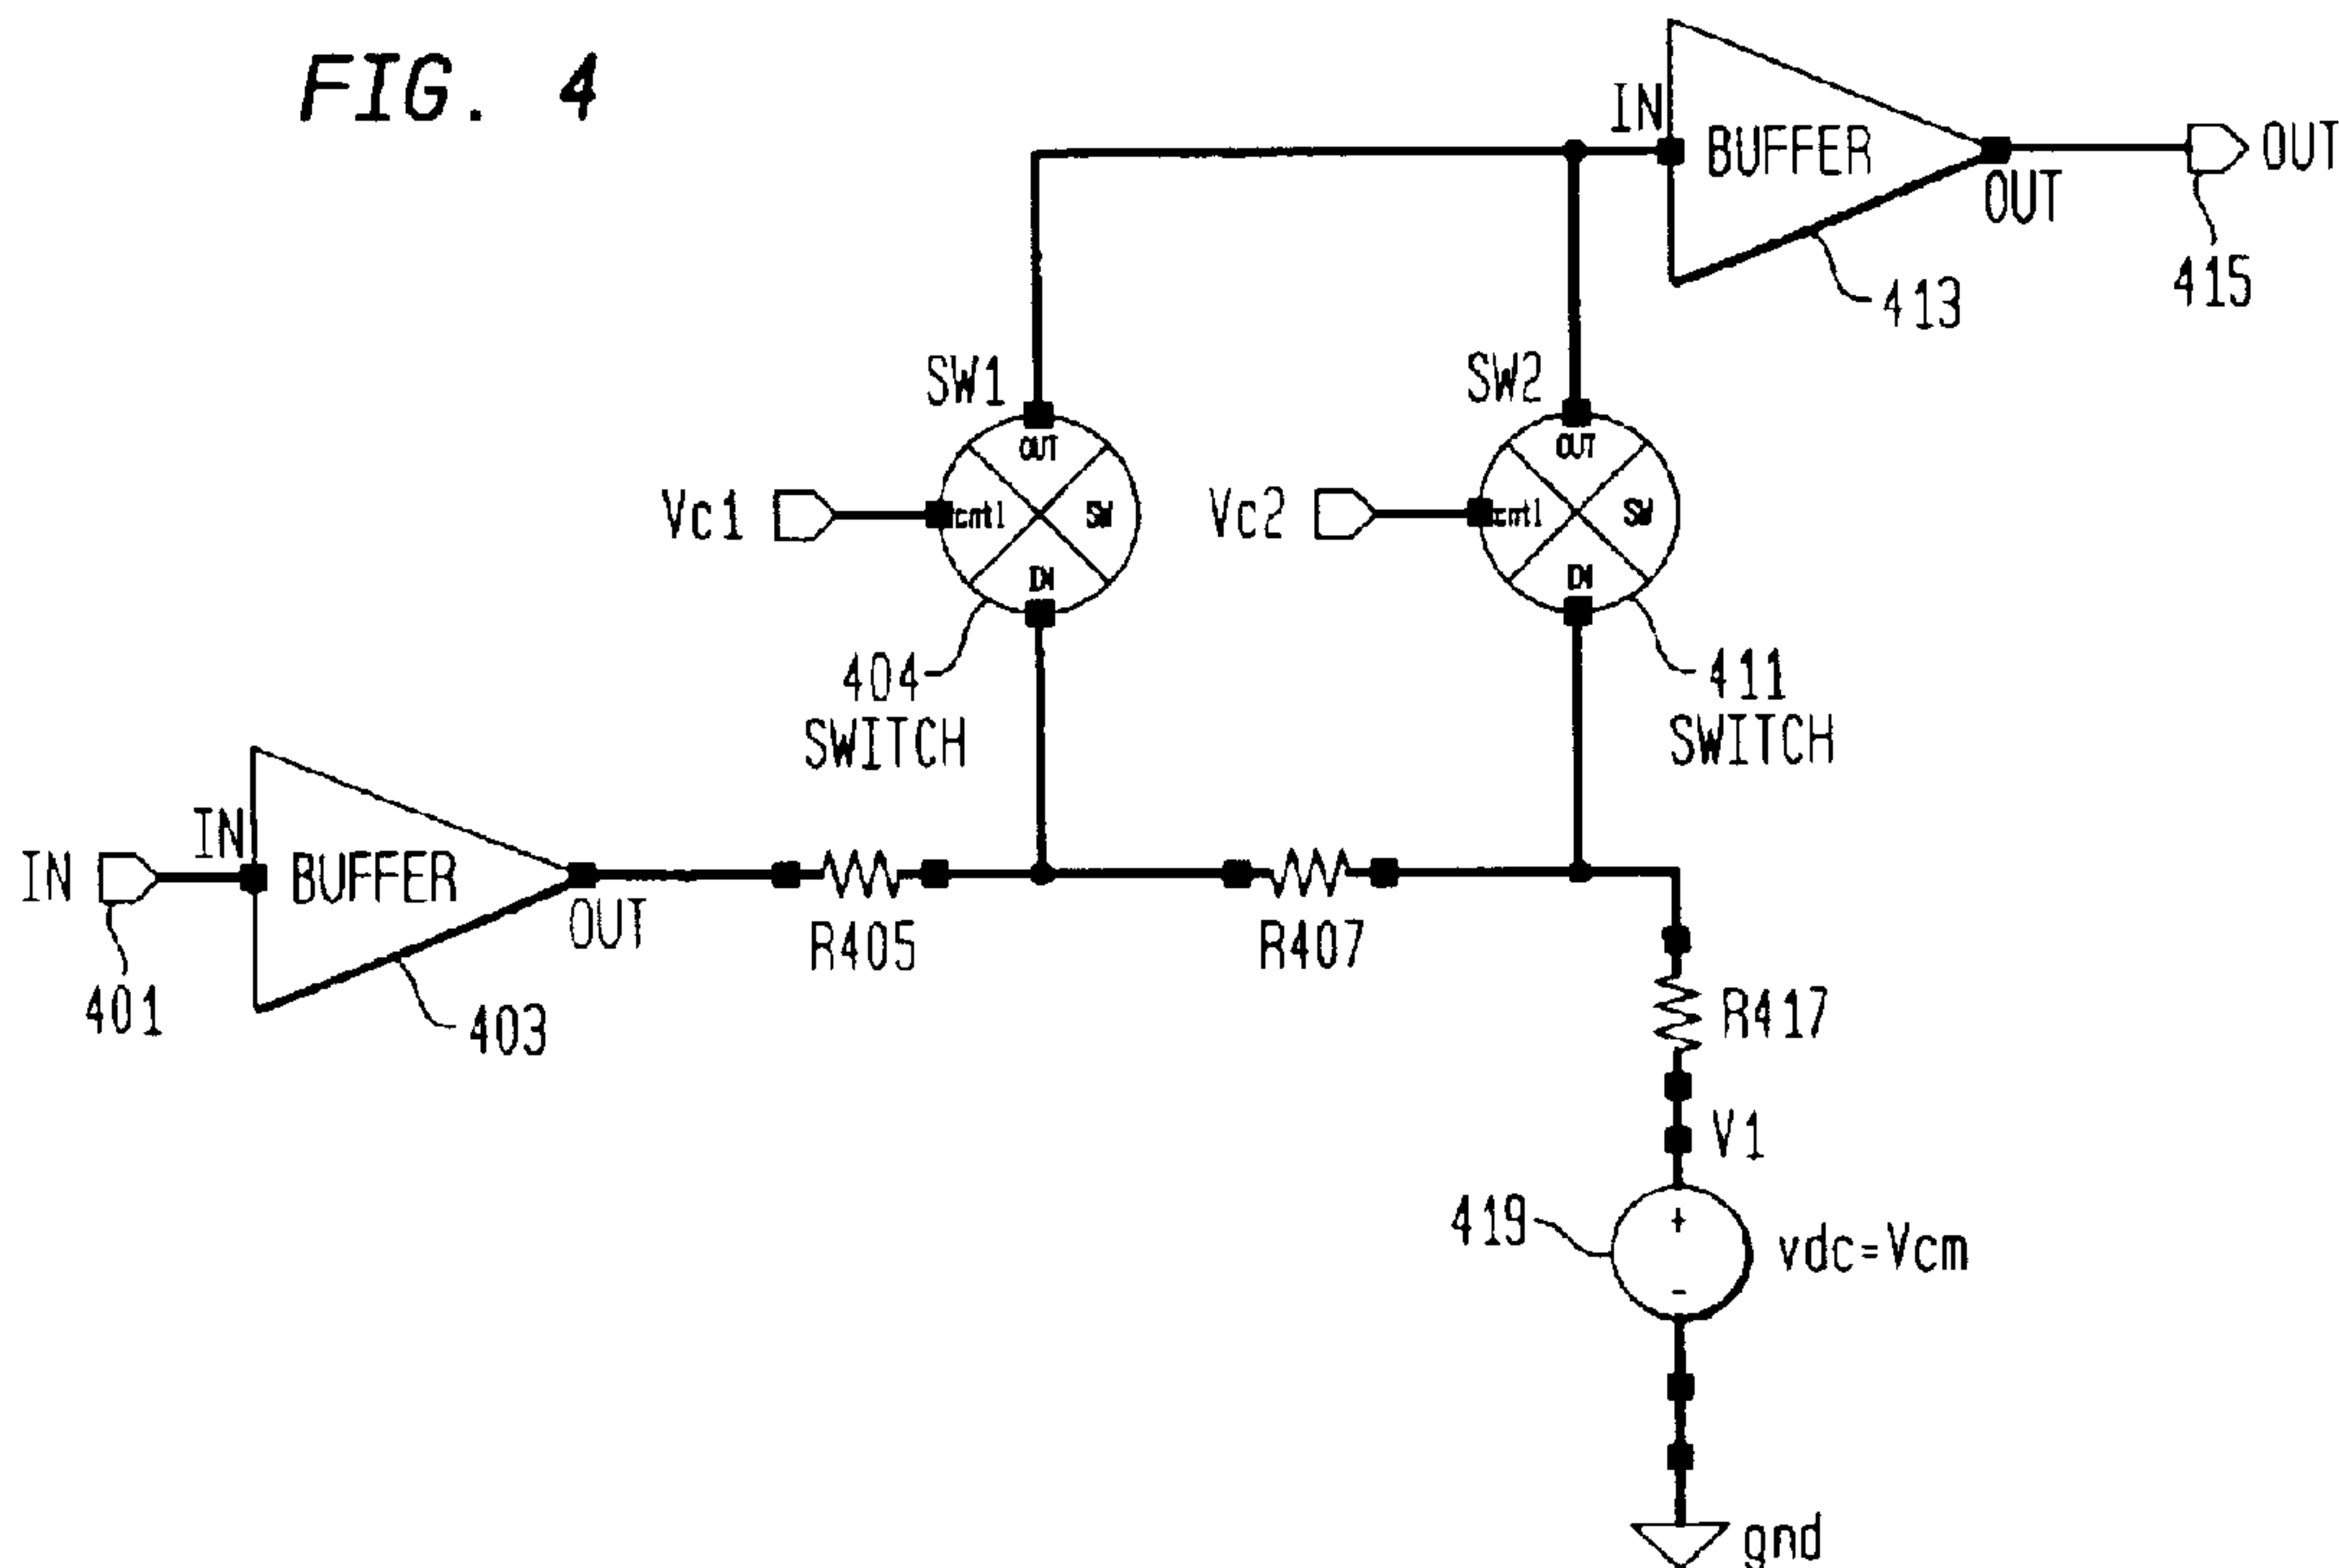 FIG. 4
IN
BUFFER
OUT
OUT
415
413
SW1
SW2
OUT
OUT
Vc1
cntl
SW
Vc2
cntl
SW
IN
IN
404
SWITCH
411
SWITCH
IN
IN
BUFFER
OUT
R405
R407
401
403
R417
V1
419
+
-
vdc=Vcm
gnd